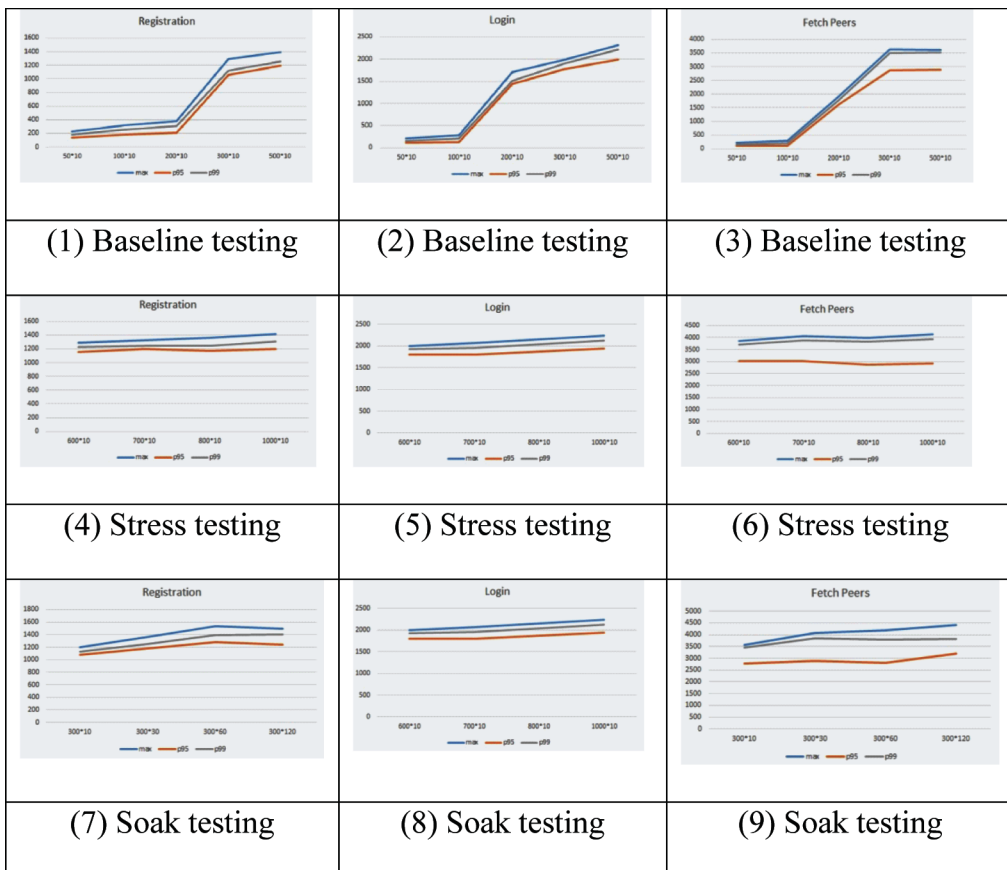 Registration
1600
1400
1200
1000
800
600
400
200
0
50*10 100*10 200*10 300*10 500*10
max p95 p99
Login
2500
2000
1500
1000
500
0
50*10 100*10 200*10 300*10 500*10
max p95 p99
Fetch Peers
4000
3500
3000
2500
2000
1500
1000
500
0
50*10 100*10 200*10 300*10 500*10
max p95 p99
(1) Baseline testing
(2) Baseline testing
(3) Baseline testing
Registration
1600
1400
1200
1000
800
600
400
200
0
600*10 700*10 800*10 1000*10
max p95 p99
Login
2500
2000
1500
1000
500
0
600*10 700*10 800*10 1000*10
max p95 p99
Fetch Peers
4500
4000
3500
3000
2500
2000
1500
1000
500
0
600*10 700*10 800*10 1000*10
max p95 p99
(4) Stress testing
(5) Stress testing
(6) Stress testing
Registration
1800
1600
1400
1200
1000
800
600
400
200
0
300*10 300*30 300*60 300*120
max p95 p99
Login
2500
2000
1500
1000
500
0
600*10 700*10 800*10 1000*10
max p95 p99
Fetch Peers
5000
4500
4000
3500
3000
2500
2000
1500
1000
500
0
300*10 300*30 300*60 300*120
max p95 p99
(7) Soak testing
(8) Soak testing
(9) Soak testing